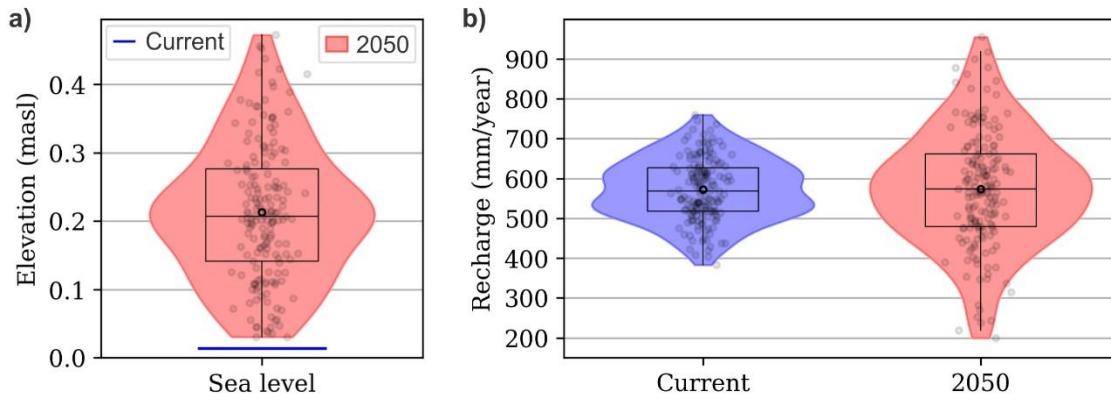 a)
Current
2050
Elevation (masl)
0.4
0.3
0.2
0.1
0.0
Sea level
b)
Recharge (mm/year)
900
800
700
600
500
400
300
200
Current
2050